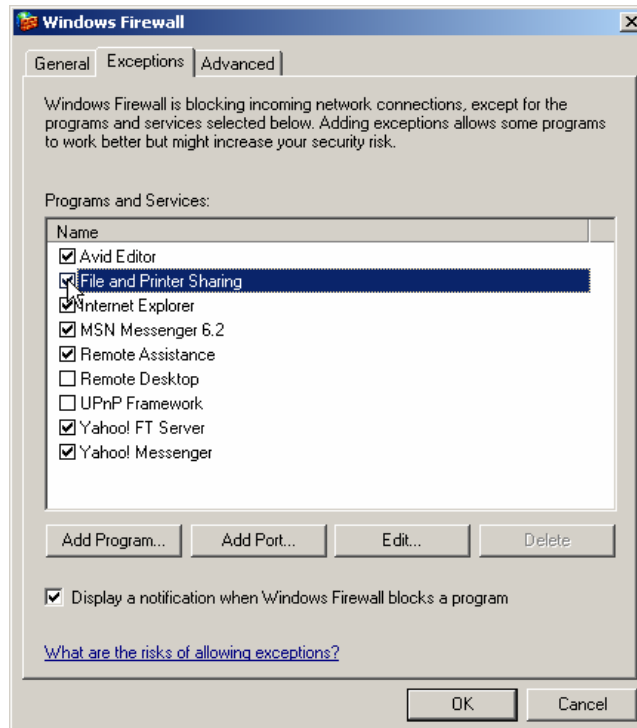 Windows Firewall
General Exceptions Advanced
Windows Firewall is blocking incoming network connections, except for the
programs and services selected below. Adding exceptions allows some programs
to work better but might increase your security risk.
Programs and Services:
Name
Avid Editor
File and Printer Sharing
Internet Explorer
MSN Messenger 6.2
Remote Assistance
Remote Desktop
UPnP Framework
Yahoo! FT Server
Yahoo! Messenger
Add Program... Add Port... Edit... Delete
Display a notification when Windows Firewall blocks a program
What are the risks of allowing exceptions?
OK Cancel